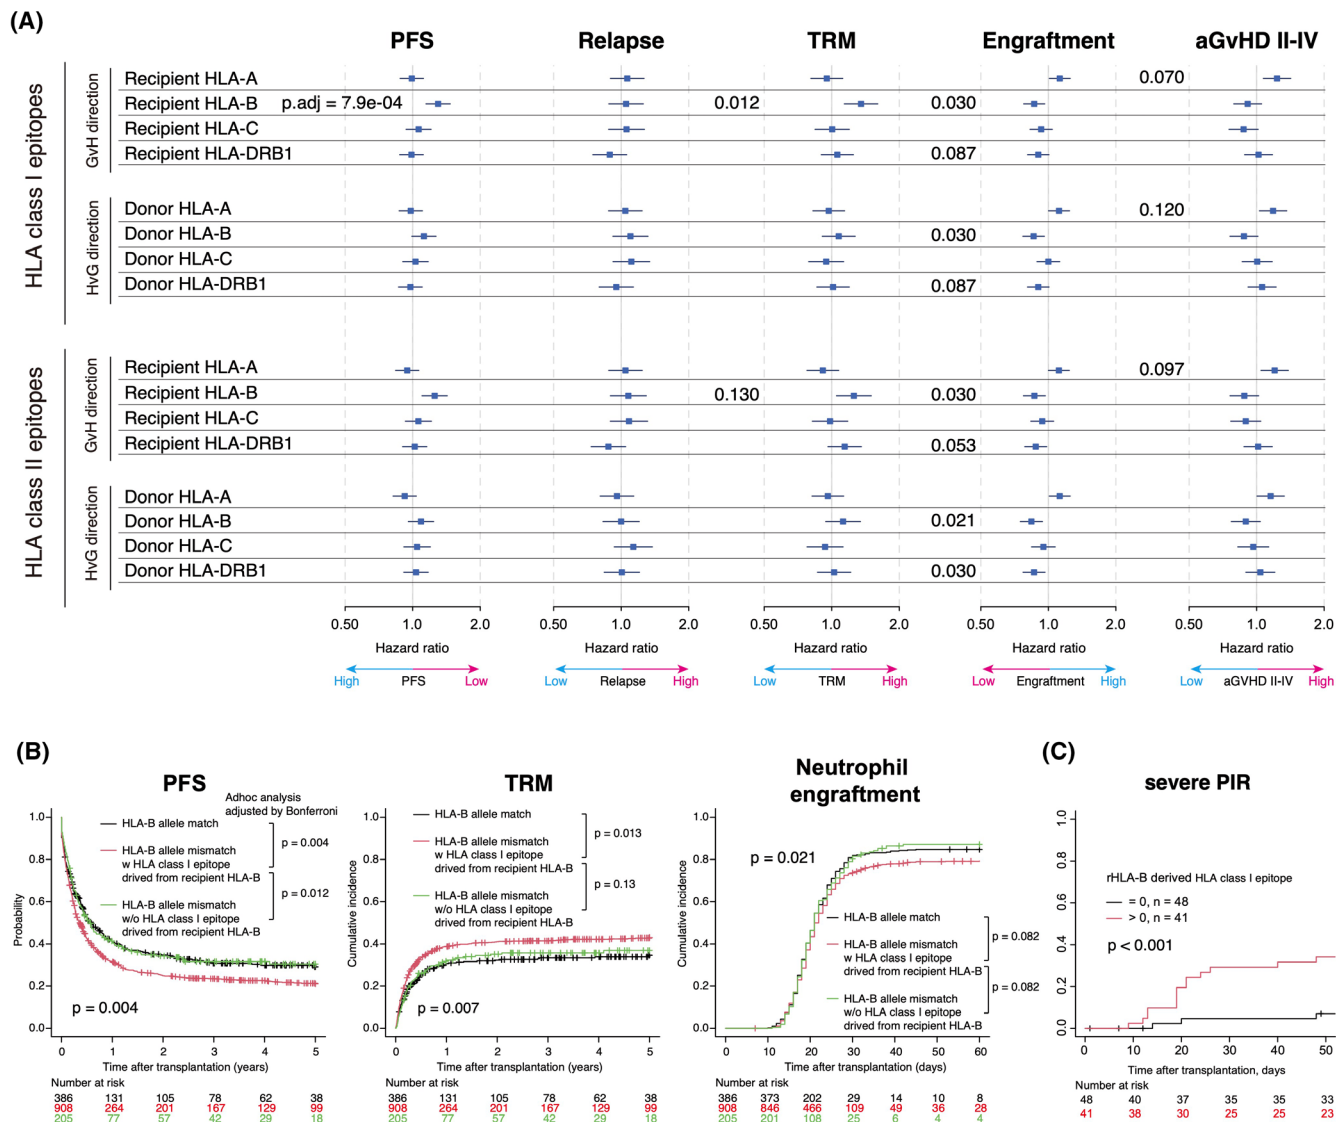 (A)
PFS Relapse TRM Engraftment aGvHD II-IV
HLA class I epitopes
GvH direction
Recipient HLA-A 0.070
Recipient HLA-B p.adj = 7.9e-04 0.012 0.030
Recipient HLA-C
Recipient HLA-DRB1 0.087
HvG direction
Donor HLA-A 0.120
Donor HLA-B 0.030
Donor HLA-C
Donor HLA-DRB1 0.087
HLA class II epitopes
GvH direction
Recipient HLA-A 0.097
Recipient HLA-B 0.130 0.030
Recipient HLA-C
Recipient HLA-DRB1 0.053
HvG direction
Donor HLA-A
Donor HLA-B 0.021
Donor HLA-C
Donor HLA-DRB1 0.030
0.50 1.0 2.0 0.50 1.0 2.0 0.50 1.0 2.0 0.50 1.0 2.0 0.50 1.0 2.0
Hazard ratio Hazard ratio Hazard ratio Hazard ratio Hazard ratio
High PFS Low Low Relapse High Low TRM High Low Engraftment High Low aGVHD II-IV High
(B)
PFS
Adhoc analysis
adjusted by Bonferroni
HLA-B allele match
p = 0.004
HLA-B allele mismatch
w HLA class I epitope
drived from recipient HLA-B
p = 0.012
HLA-B allele mismatch
w/o HLA class I epitope
drived from recipient HLA-B
p = 0.004
Probability
1.0
0.8
0.6
0.4
0.2
0.0
0 1 2 3 4 5
Time after transplantation (years)
Number at risk
386 131 105 78 62 38
908 264 201 167 129 99
205 77 57 42 29 18
TRM
HLA-B allele match
p = 0.013
HLA-B allele mismatch
w HLA class I epitope
drived from recipient HLA-B
p = 0.13
HLA-B allele mismatch
w/o HLA class I epitope
drived from recipient HLA-B
p = 0.007
Cumulative incidence
1.0
0.8
0.6
0.4
0.2
0.0
0 1 2 3 4 5
Time after transplantation (years)
Number at risk
386 131 105 78 62 38
908 264 201 167 129 99
205 77 57 42 29 18
Neutrophil
engraftment
p = 0.021
HLA-B allele match
p = 0.082
HLA-B allele mismatch
w HLA class I epitope
drived from recipient HLA-B
p = 0.082
HLA-B allele mismatch
w/o HLA class I epitope
drived from recipient HLA-B
Cumulative incidence
1.0
0.8
0.6
0.4
0.2
0.0
0 10 20 30 40 50 60
Time after transplantation (days)
Number at risk
386 373 202 29 14 10 8
908 846 466 109 49 36 28
205 201 108 25 6 4 4
(C)
severe PIR
rHLA-B derived HLA class I epitope
= 0, n = 48
> 0, n = 41
p < 0.001
1.0
0.8
0.6
0.4
0.2
0.0
0 10 20 30 40 50
Time after transplantation, days
Number at risk
48 40 37 35 35 33
41 38 30 25 25 23